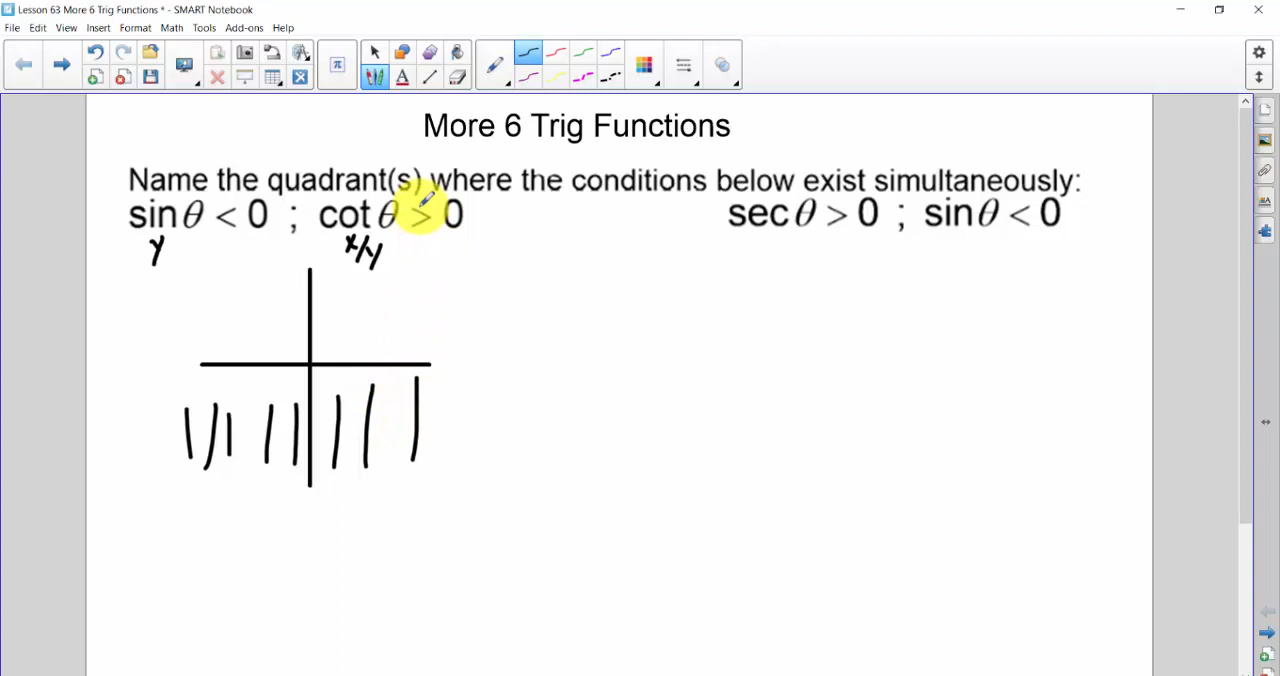 Lesson 63 More 6 Trig Functions * - SMART Notebook
File Edit View Insert Format Math Tools Add-ons Help
More 6 Trig Functions
Name the quadrant(s) where the conditions below exist simultaneously:
sin θ < 0 ; cot θ > 0
sec θ > 0 ; sin θ < 0
y
x/y